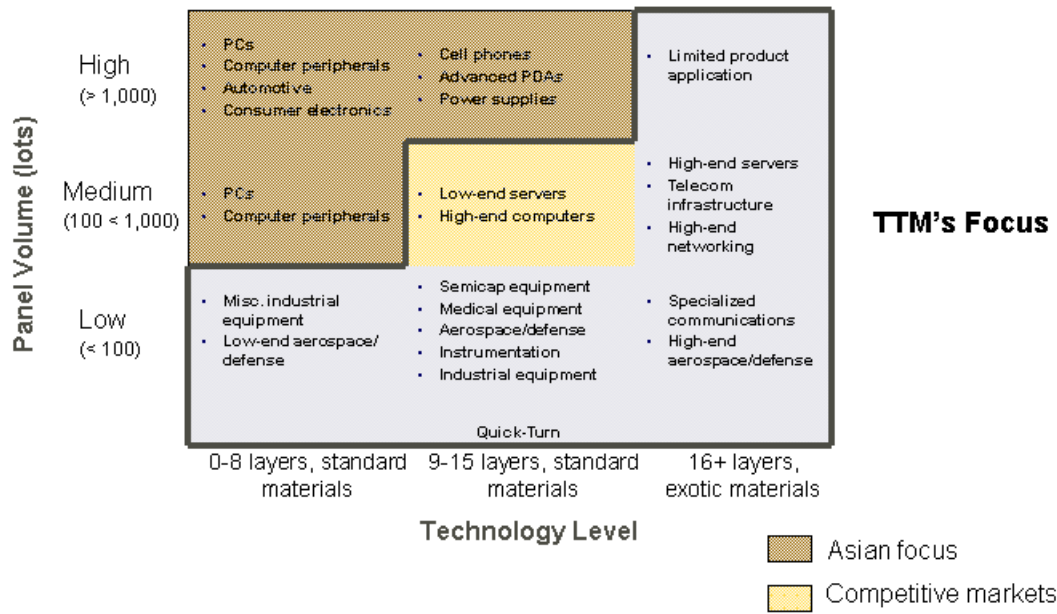 Panel Volume (lots)
High
(> 1,000)
• PCs
• Computer peripherals
• Automotive
• Consumer electronics
• Cell phones
• Advanced PDAs
• Power supplies
• Limited product
application
Medium
(100 < 1,000)
• PCs
• Computer peripherals
• Low-end servers
• High-end computers
• High-end servers
• Telecom
infrastructure
• High-end
networking
TTM's Focus
Low
(< 100)
• Misc. industrial
equipment
• Low-end aerospace/
defense
• Semicap equipment
• Medical equipment
• Aerospace/defense
• Instrumentation
• Industrial equipment
• Specialized
communications
• High-end
aerospace/defense
Quick-Turn
0-8 layers, standard
materials
9-15 layers, standard
materials
16+ layers,
exotic materials
Technology Level
Asian focus
Competitive markets